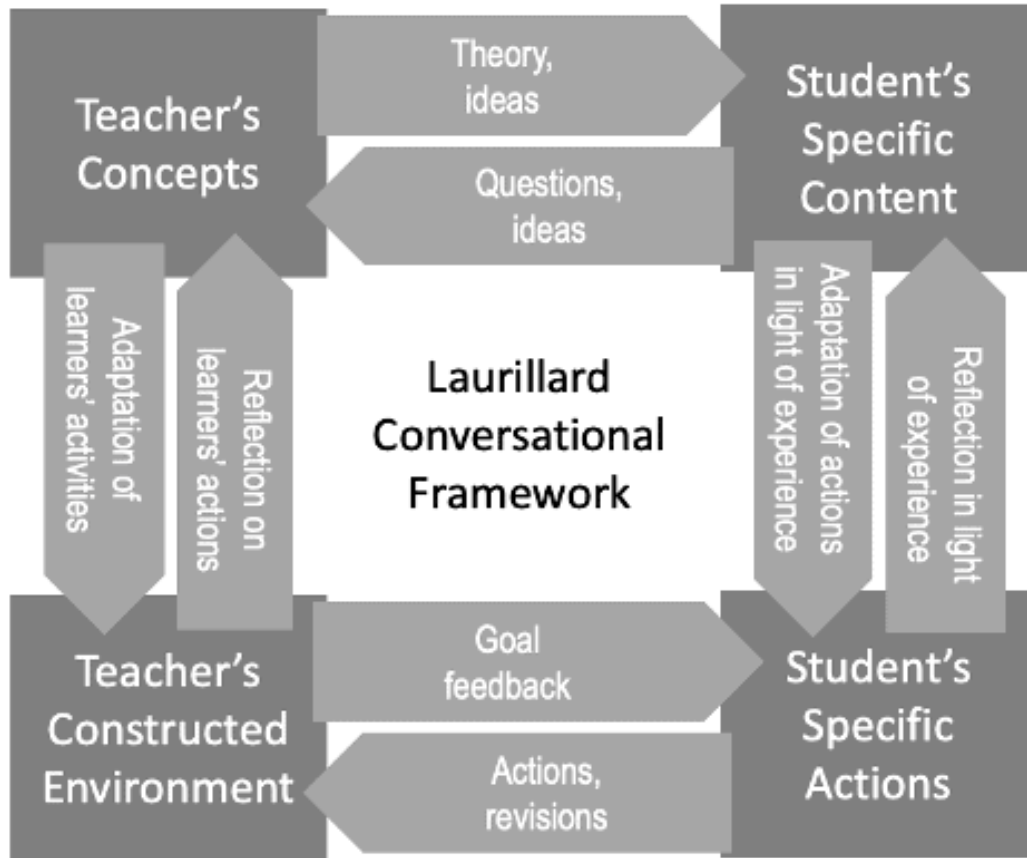 Teacher's
Concepts
Theory,
ideas
Questions,
ideas
Student's
Specific
Content
Adaptation of
learners' activities
Reflection on
learners' actions
Laurillard
Conversational
Framework
Adaptation of actions
in light of experience
Reflection in light
of experience
Teacher's
Constructed
Environment
Goal
feedback
Actions,
revisions
Student's
Specific
Actions